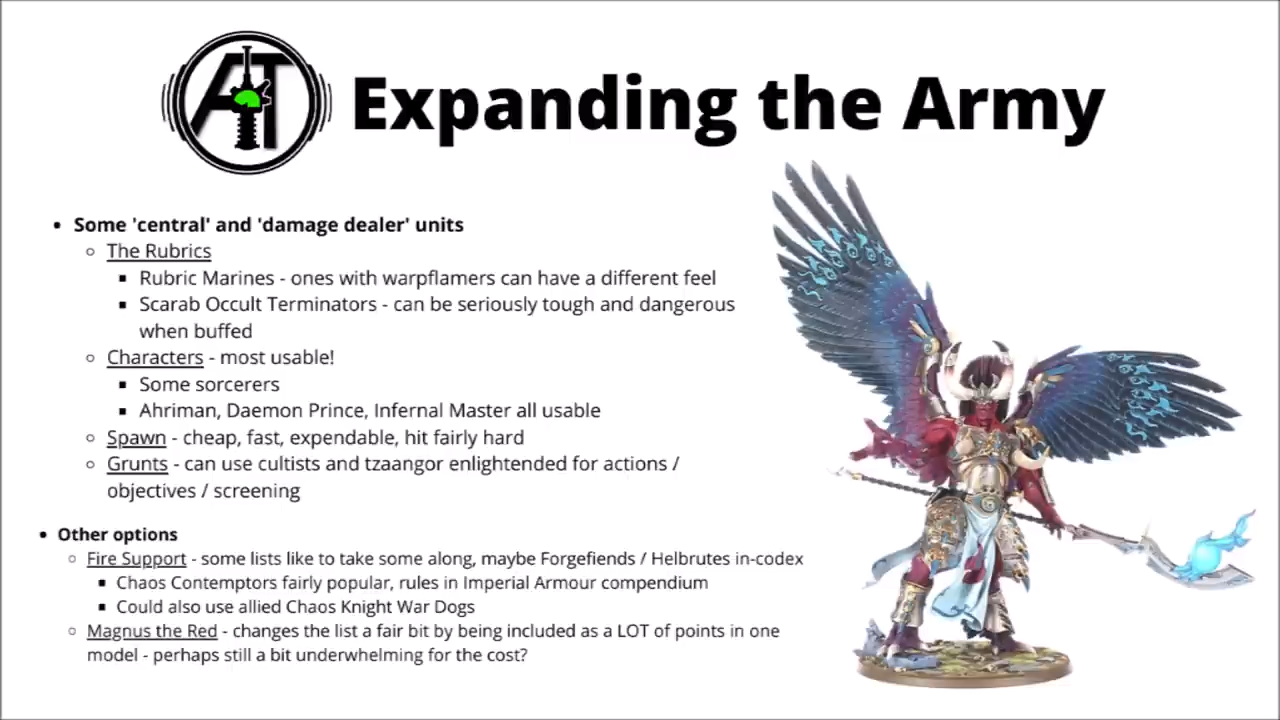 AT
Expanding the Army
• Some 'central' and 'damage dealer' units
○ The Rubrics
▪ Rubric Marines - ones with warpflamers can have a different feel
▪ Scarab Occult Terminators - can be seriously tough and dangerous
when buffed
○ Characters - most usable!
▪ Some sorcerers
▪ Ahriman, Daemon Prince, Infernal Master all usable
○ Spawn - cheap, fast, expendable, hit fairly hard
○ Grunts - can use cultists and tzaangor enlightended for actions /
objectives / screening
• Other options
○ Fire Support - some lists like to take some along, maybe Forgefiends / Helbrutes in-codex
▪ Chaos Contemptors fairly popular, rules in Imperial Armour compendium
▪ Could also use allied Chaos Knight War Dogs
○ Magnus the Red - changes the list a fair bit by being included as a LOT of points in one
model - perhaps still a bit underwhelming for the cost?